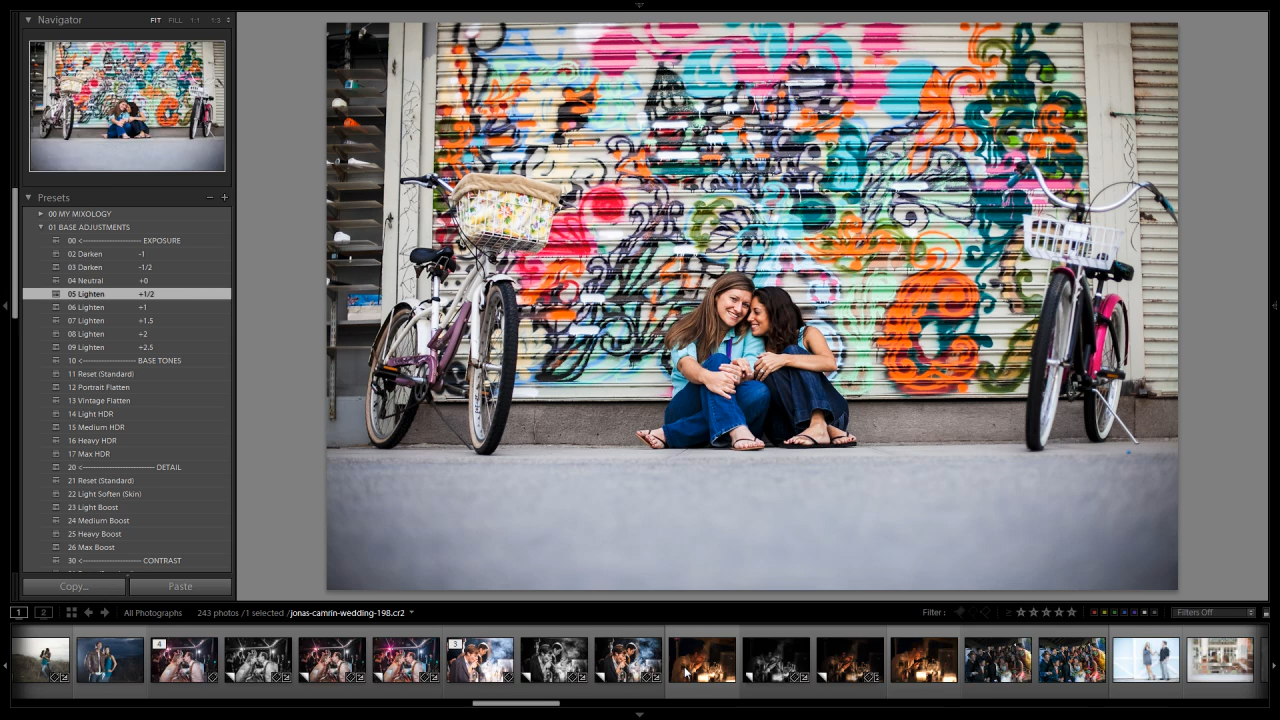 Navigator
FIT FILL 1:1 1:3
Presets
00 MY MIXOLOGY
01 BASE ADJUSTMENTS
00 <-------------------- EXPOSURE
02 Darken -1
03 Darken -1/2
04 Neutral +0
05 Lighten +1/2
06 Lighten +1
07 Lighten +1.5
08 Lighten +2
09 Lighten +2.5
10 <-------------------- BASE TONES
11 Reset (Standard)
12 Portrait Flatten
13 Vintage Flatten
14 Light HDR
15 Medium HDR
16 Heavy HDR
17 Max HDR
20 <-------------------- DETAIL
21 Reset (Standard)
22 Light Soften (Skin)
23 Light Boost
24 Medium Boost
25 Heavy Boost
26 Max Boost
30 <-------------------- CONTRAST
Copy... Paste
1 2 All Photographs 243 photos /1 selected /jonas-camrin-wedding-198.cr2 Filter : Filters Off
4 3